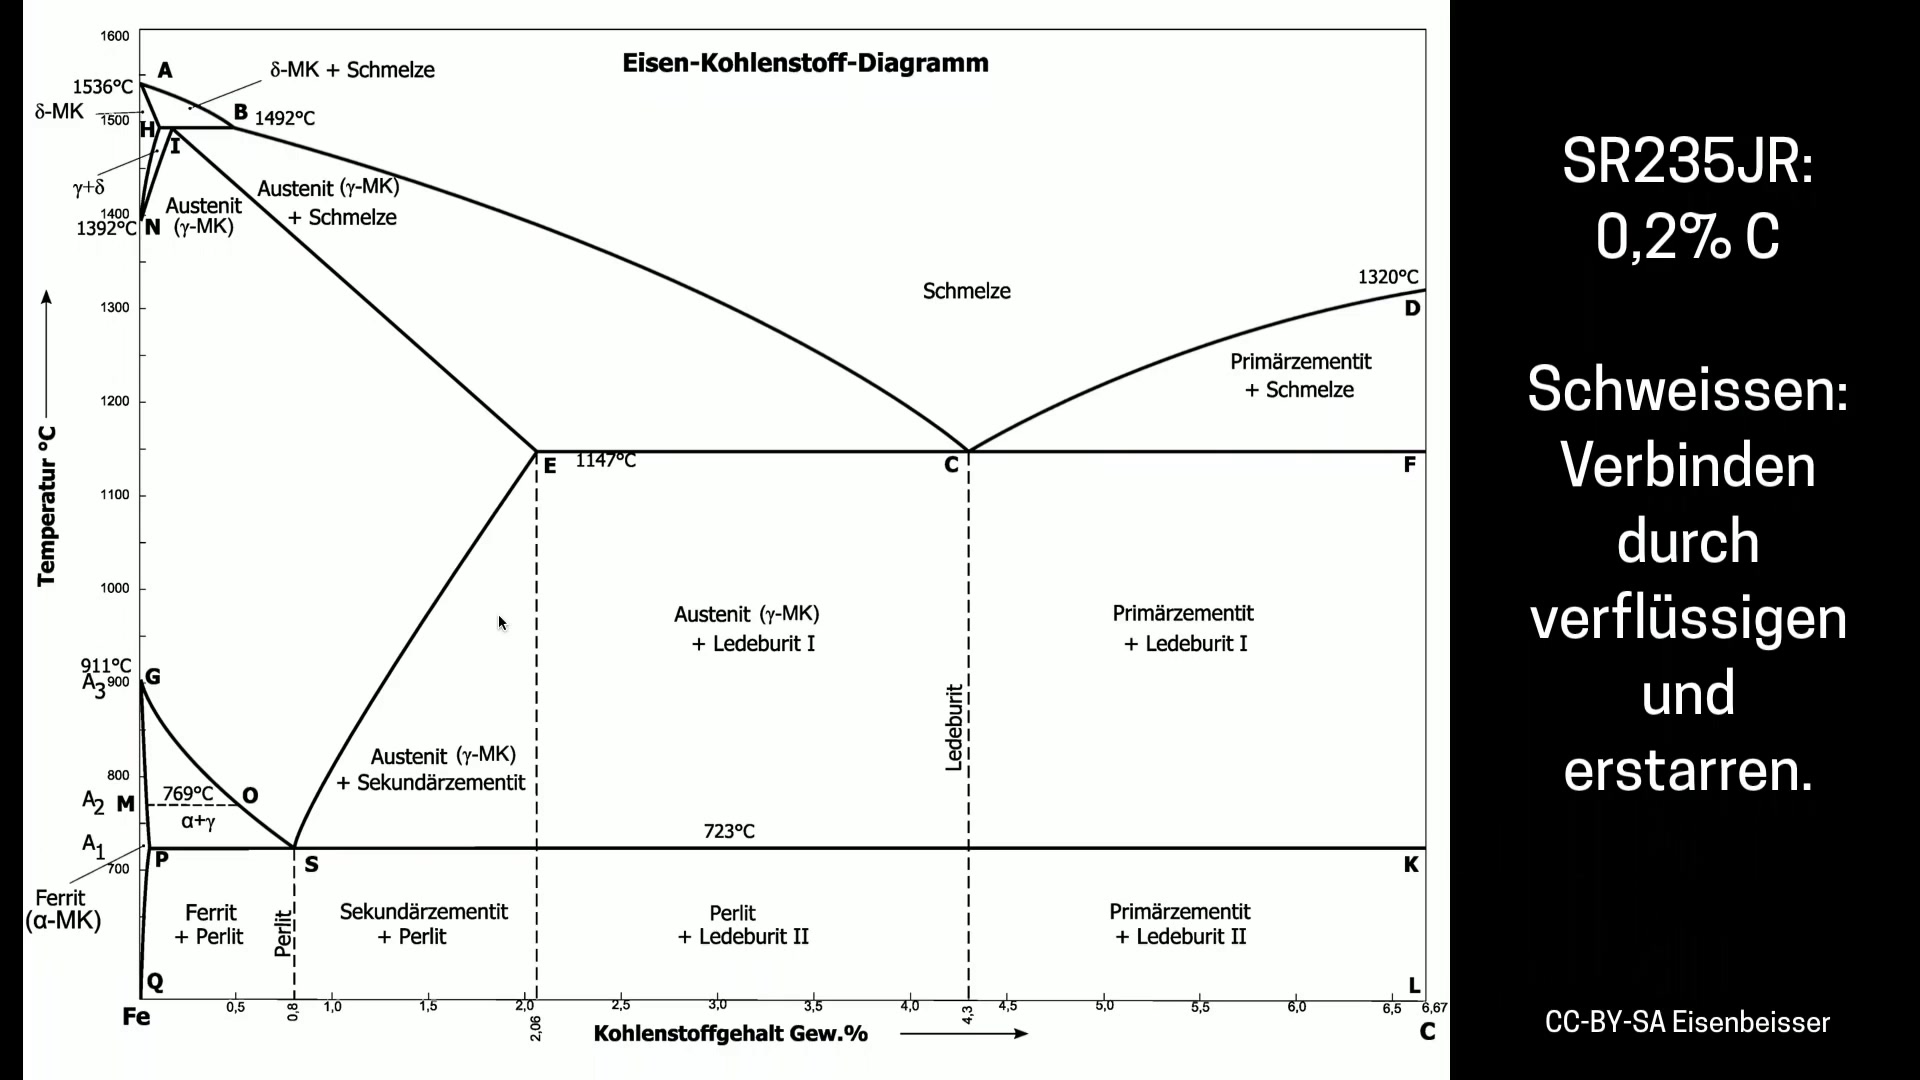 Eisen-Kohlenstoff-Diagramm
1600
A
δ-MK + Schmelze
1536°C
δ-MK
1500
H
B
1492°C
I
γ+δ
Austenit
(γ-MK)
Austenit (γ-MK)
+ Schmelze
1400
1392°C
N
Schmelze
1320°C
D
1300
Primärzementit
+ Schmelze
1200
E
1147°C
C
F
1100
Temperatur °C
1000
Austenit (γ-MK)
+ Ledeburit I
Primärzementit
+ Ledeburit I
911°C
A3
900
G
Ledeburit
Austenit (γ-MK)
+ Sekundärzementit
800
A2
M
769°C
O
α+γ
723°C
A1
P
S
K
700
Ferrit
(α-MK)
Ferrit
+ Perlit
Perlit
Sekundärzementit
+ Perlit
Perlit
+ Ledeburit II
Primärzementit
+ Ledeburit II
Q
L
Fe
0,5
0,8
1,0
1,5
2,0
2,06
2,5
3,0
3,5
4,0
4,3
4,5
5,0
5,5
6,0
6,5
6,67
Kohlenstoffgehalt Gew.%
C
SR235JR:
0,2% C
Schweissen:
Verbinden
durch
verflüssigen
und
erstarren.
CC-BY-SA Eisenbeisser